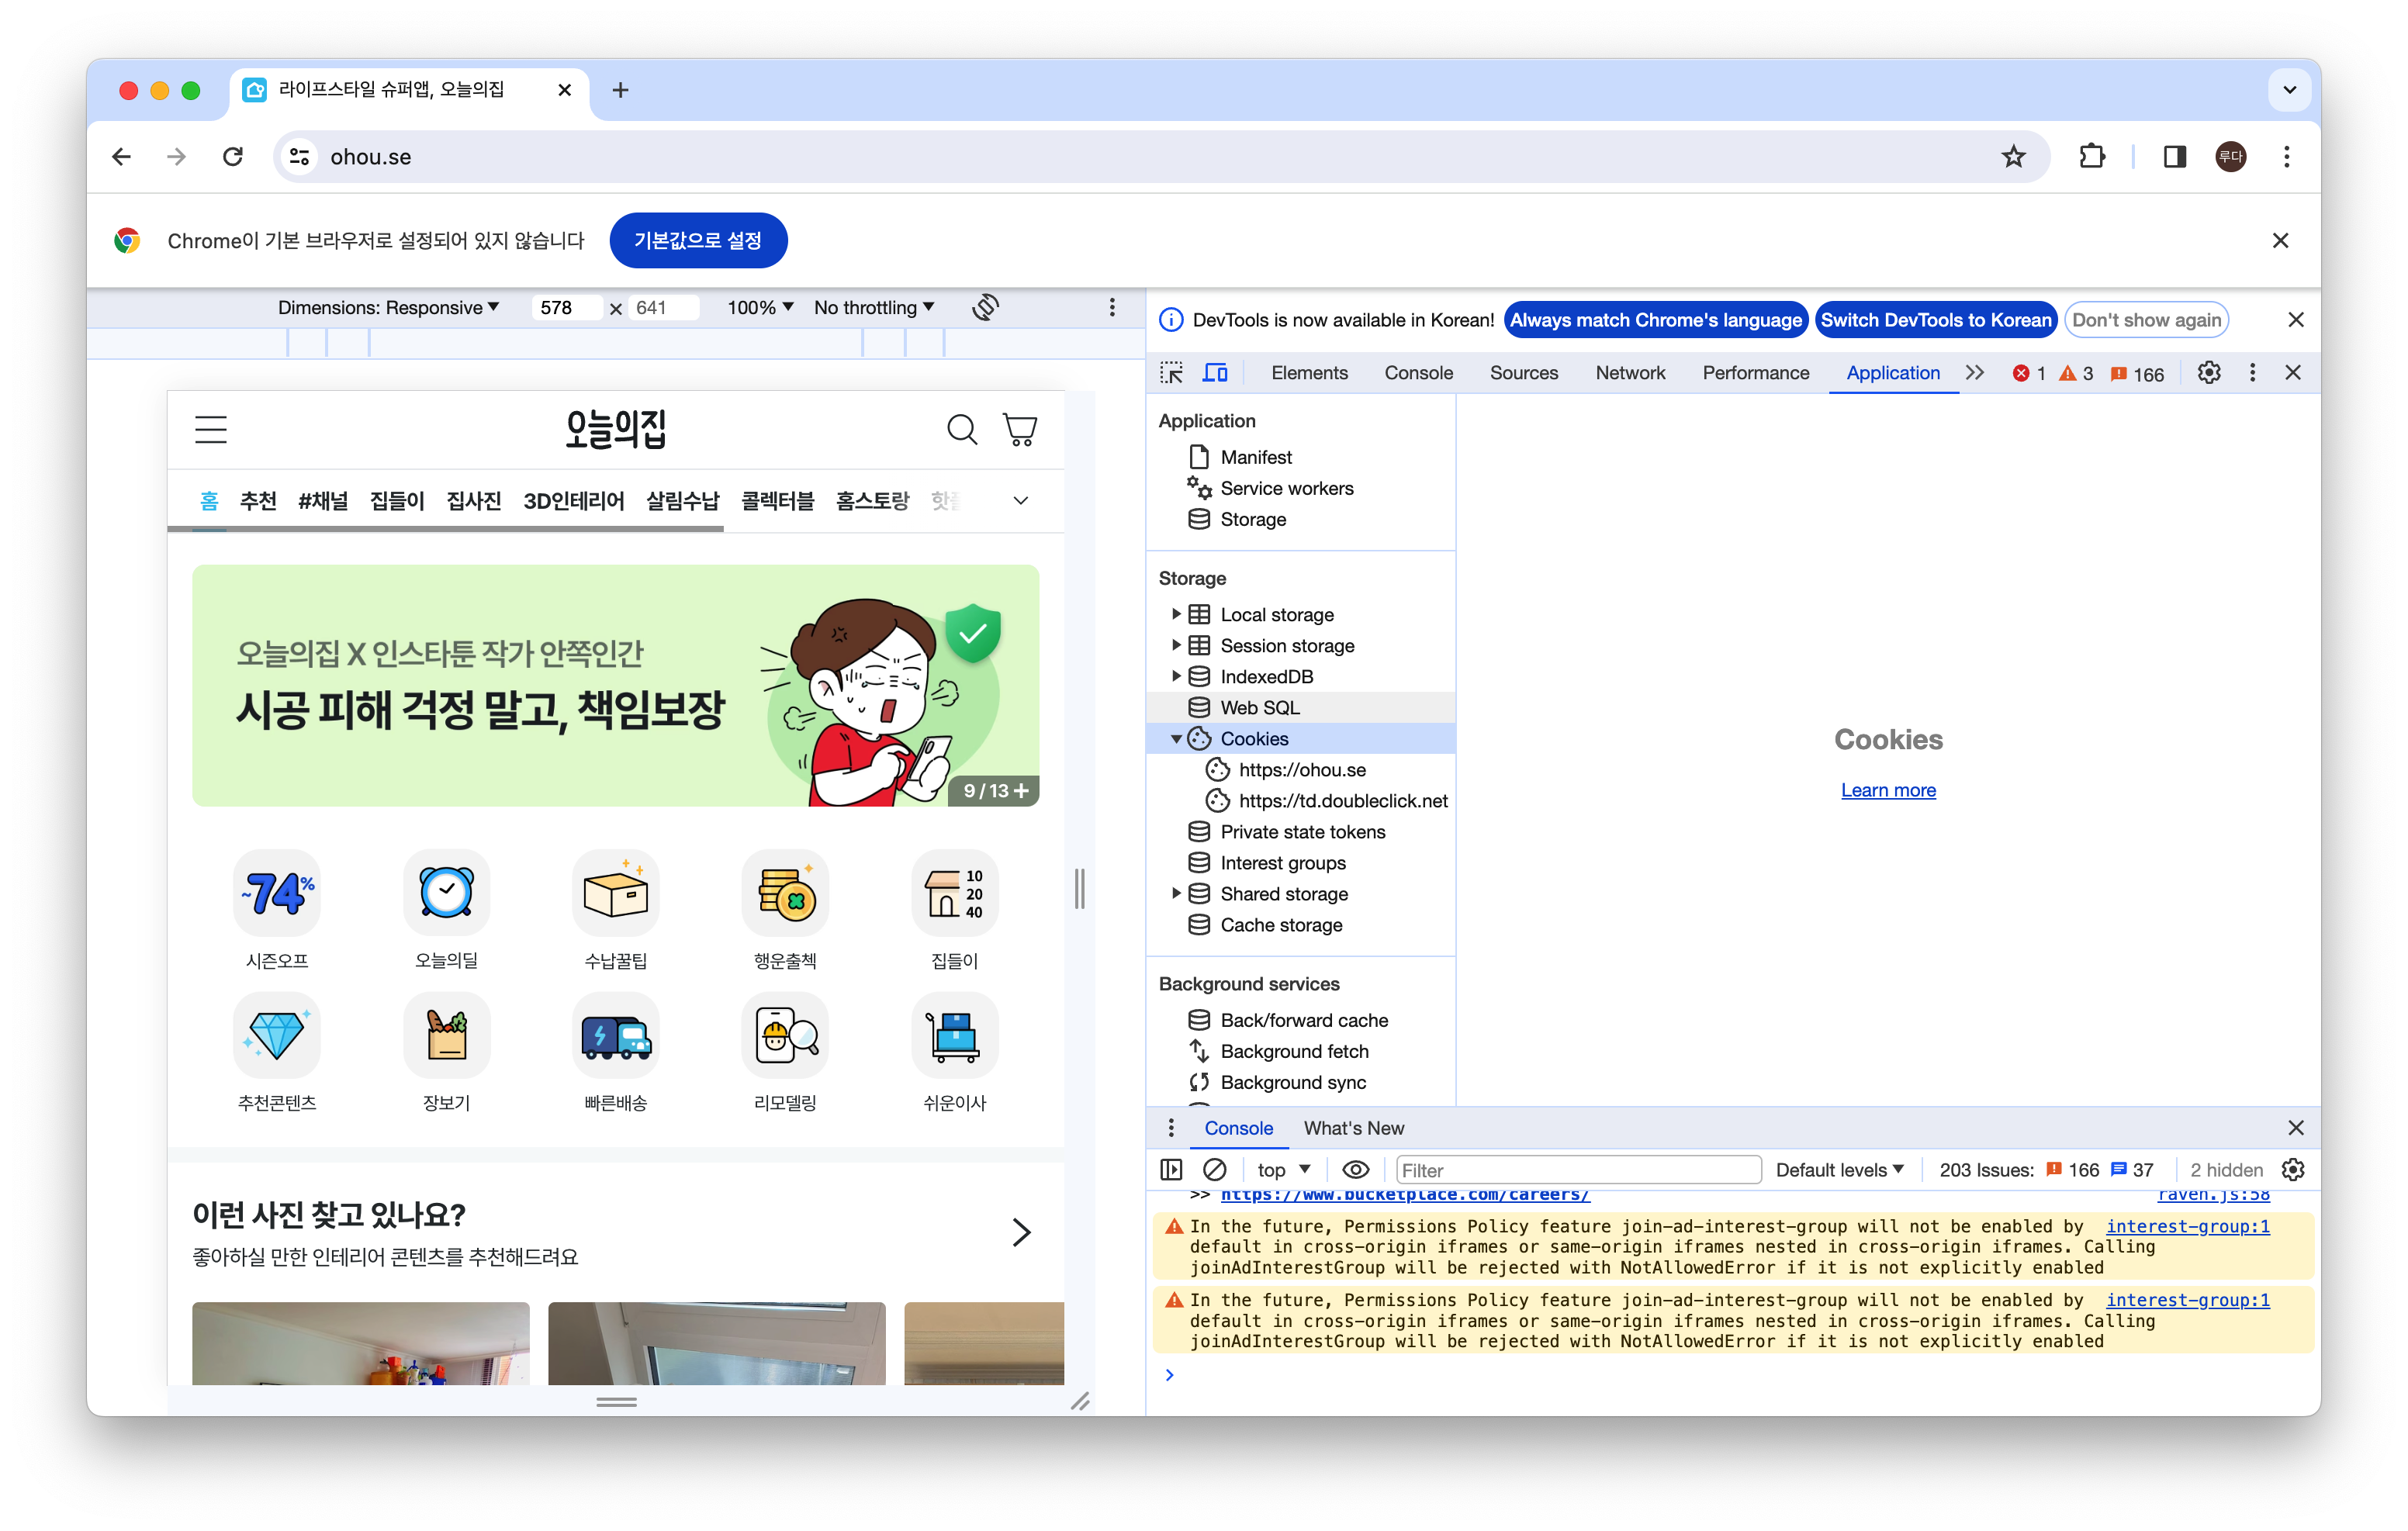 라이프스타일 슈퍼앱, 오늘의집
ohou.se
루다
Chrome이 기본 브라우저로 설정되어 있지 않습니다
기본값으로 설정
Dimensions: Responsive
578 × 641
100%
No throttling
오늘의집
홈 추천 #채널 집들이 집사진 3D인테리어 살림수납 콜렉터블 홈스토랑
오늘의집 X 인스타툰 작가 안쪽인간
시공 피해 걱정 말고, 책임보장
9 / 13 +
~74%
10
20
40
시즌오프 오늘의딜 수납꿀팁 행운출첵 집들이
추천콘텐츠 장보기 빠른배송 리모델링 쉬운이사
이런 사진 찾고 있나요?
좋아하실 만한 인테리어 콘텐츠를 추천해드려요
DevTools is now available in Korean!
Always match Chrome's language
Switch DevTools to Korean
Don't show again
Elements Console Sources Network Performance Application 1 3 166
Application
Manifest
Service workers
Storage
Storage
Local storage
Session storage
IndexedDB
Web SQL
Cookies
https://ohou.se
https://td.doubleclick.net
Private state tokens
Interest groups
Shared storage
Cache storage
Background services
Back/forward cache
Background fetch
Background sync
Cookies
Learn more
Console What's New
top Filter Default levels 203 Issues: 166 37 2 hidden
>> https://www.bucketplace.com/careers/ raven.js:58
In the future, Permissions Policy feature join-ad-interest-group will not be enabled by interest-group:1
default in cross-origin iframes or same-origin iframes nested in cross-origin iframes. Calling
joinAdInterestGroup will be rejected with NotAllowedError if it is not explicitly enabled
In the future, Permissions Policy feature join-ad-interest-group will not be enabled by interest-group:1
default in cross-origin iframes or same-origin iframes nested in cross-origin iframes. Calling
joinAdInterestGroup will be rejected with NotAllowedError if it is not explicitly enabled